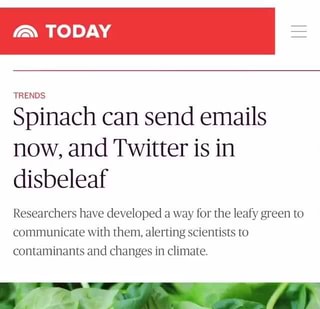 TODAY
TRENDS
Spinach can send emails
now, and Twitter is in
disbeleaf
Researchers have developed a way for the leafy green to
communicate with them, alerting scientists to
contaminants and changes in climate.